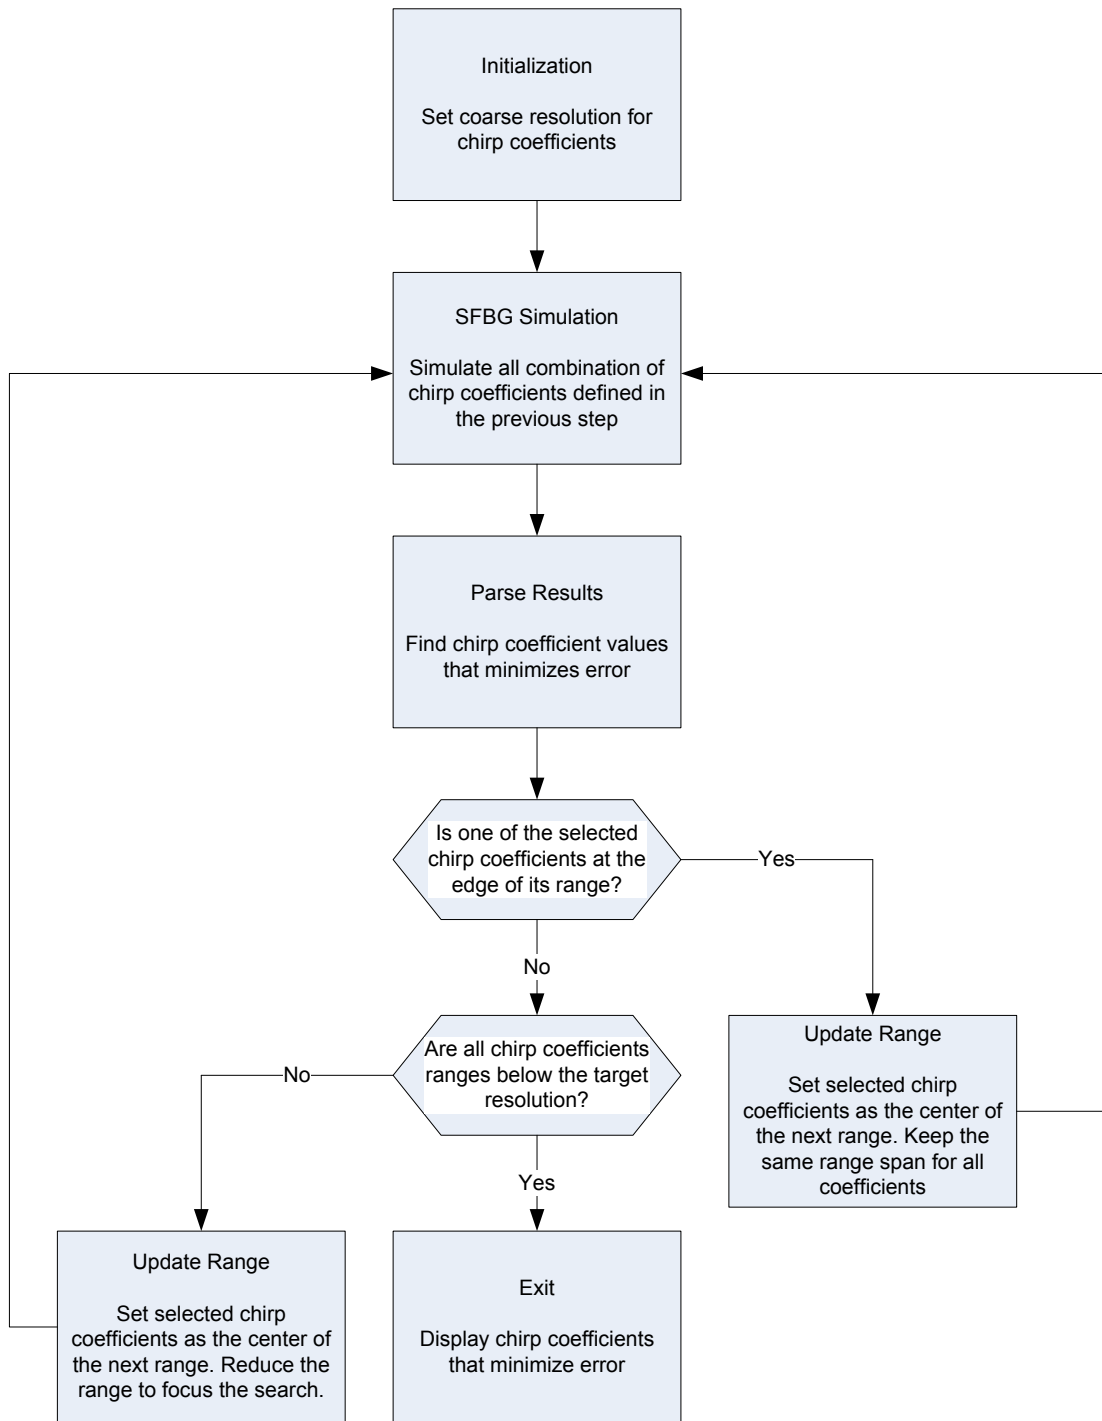 Initialization
Set coarse resolution for
chirp coefficients
SFBG Simulation
Simulate all combination of
chirp coefficients defined in
the previous step
Parse Results
Find chirp coefficient values
that minimizes error
Is one of the selected
chirp coefficients at the
edge of its range?
Yes
No
Are all chirp coefficients
ranges below the target
resolution?
No
Yes
Update Range
Set selected chirp
coefficients as the center of
the next range. Keep the
same range span for all
coefficients
Update Range
Set selected chirp
coefficients as the center of
the next range. Reduce the
range to focus the search.
Exit
Display chirp coefficients
that minimize error